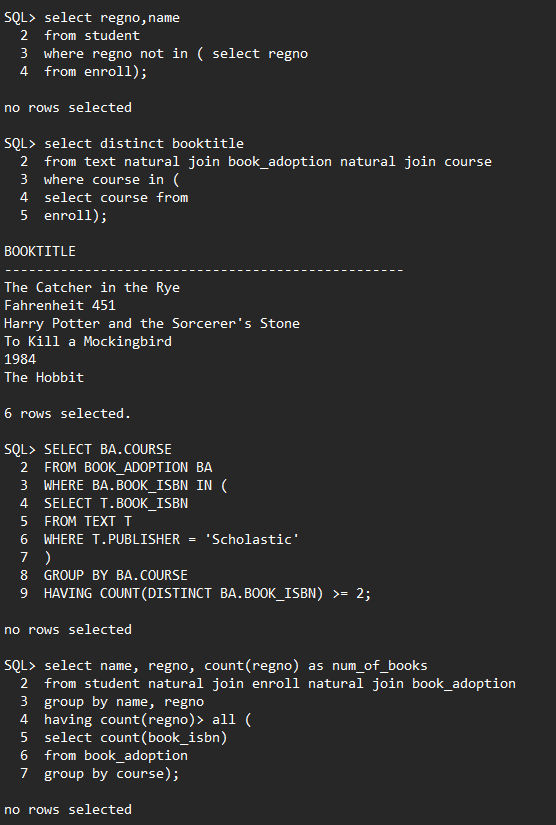 SQL> select regno,name
  2  from student
  3  where regno not in ( select regno
  4  from enroll);
no rows selected
SQL> select distinct booktitle
  2  from text natural join book_adoption natural join course
  3  where course in (
  4  select course from
  5  enroll);
BOOKTITLE
--------------------------------------------------
The Catcher in the Rye
Fahrenheit 451
Harry Potter and the Sorcerer's Stone
To Kill a Mockingbird
1984
The Hobbit
6 rows selected.
SQL> SELECT BA.COURSE
  2  FROM BOOK_ADOPTION BA
  3  WHERE BA.BOOK_ISBN IN (
  4  SELECT T.BOOK_ISBN
  5  FROM TEXT T
  6  WHERE T.PUBLISHER = 'Scholastic'
  7  )
  8  GROUP BY BA.COURSE
  9  HAVING COUNT(DISTINCT BA.BOOK_ISBN) >= 2;
no rows selected
SQL> select name, regno, count(regno) as num_of_books
  2  from student natural join enroll natural join book_adoption
  3  group by name, regno
  4  having count(regno)> all (
  5  select count(book_isbn)
  6  from book_adoption
  7  group by course);
no rows selected